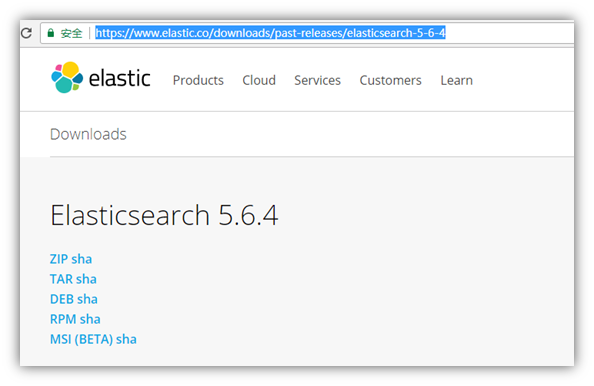 安全 https://www.elastic.co/downloads/past-releases/elasticsearch-5-6-4
elastic Products Cloud Services Customers Learn
Downloads
Elasticsearch 5.6.4
ZIP sha
TAR sha
DEB sha
RPM sha
MSI (BETA) sha